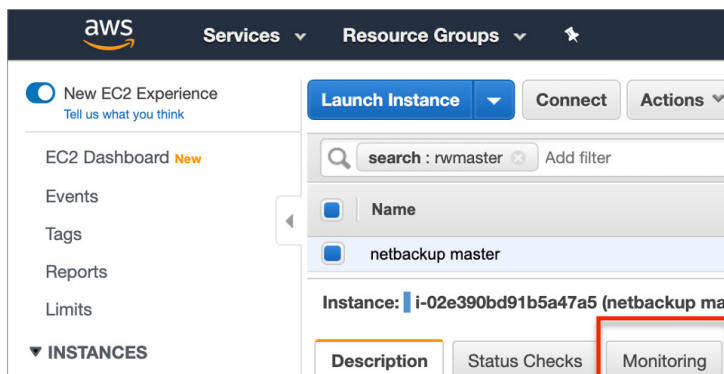 aws Services Resource Groups
New EC2 Experience
Tell us what you think
EC2 Dashboard New
Events
Tags
Reports
Limits
INSTANCES
Launch Instance Connect Actions
search : rwmaster Add filter
Name
netbackup master
Instance: i-02e390bd91b5a47a5 (netbackup ma
Description Status Checks Monitoring